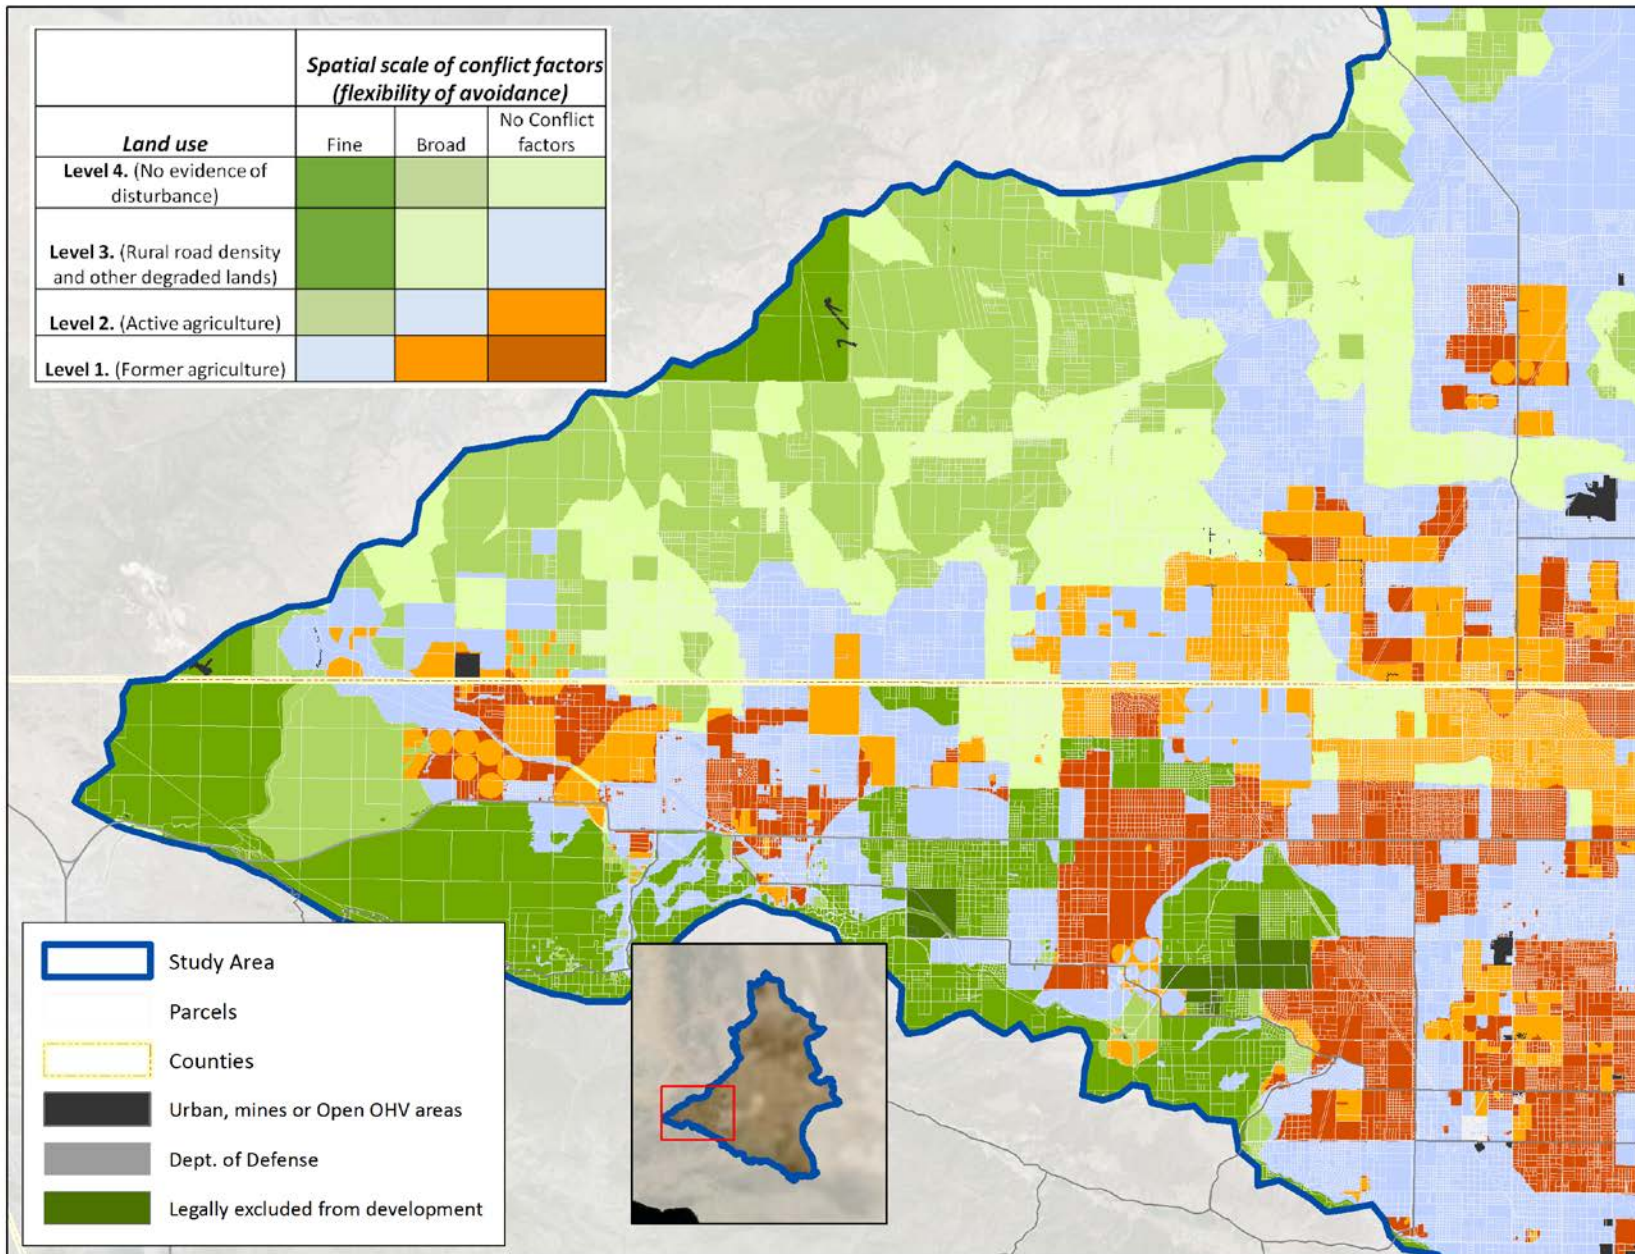 Spatial scale of conflict factors
(flexibility of avoidance)
Land use
Fine
Broad
No Conflict
factors
Level 4. (No evidence of
disturbance)
Level 3. (Rural road density
and other degraded lands)
Level 2. (Active agriculture)
Level 1. (Former agriculture)
Study Area
Parcels
Counties
Urban, mines or Open OHV areas
Dept. of Defense
Legally excluded from development